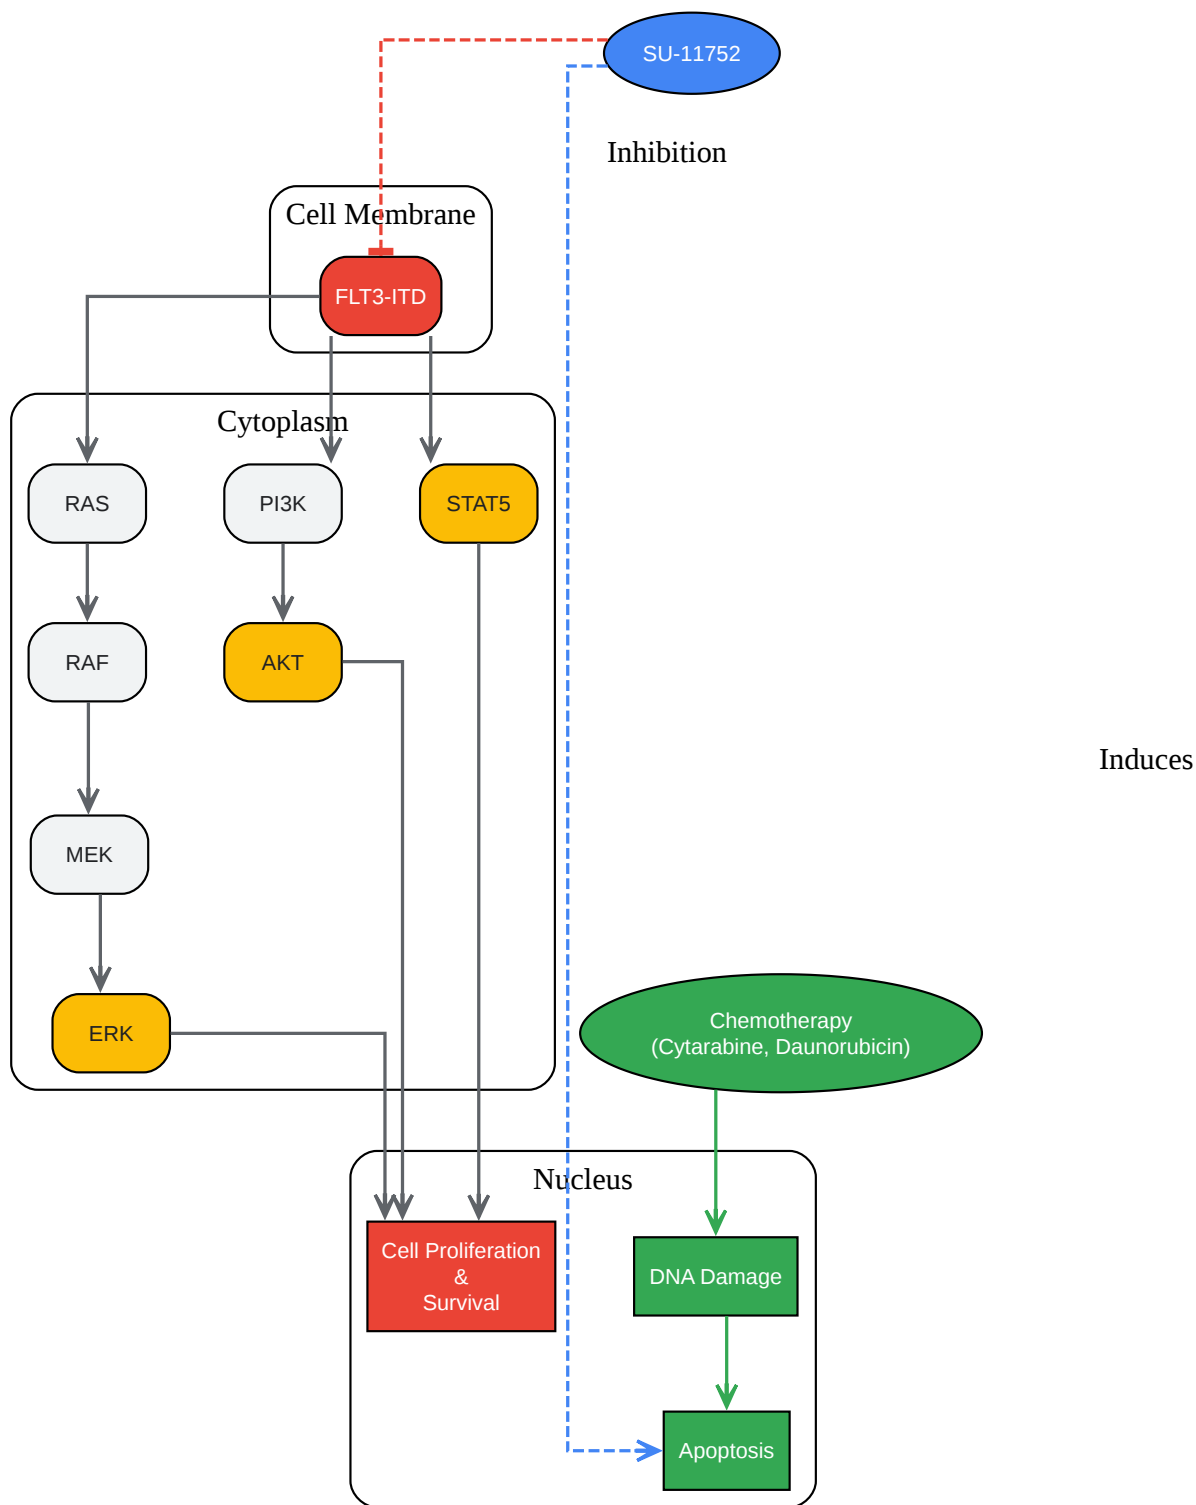 SU-11752
Inhibition
Cell Membrane
FLT3-ITD
Cytoplasm
RAS
PI3K
STAT5
RAF
AKT
Induces
MEK
Chemotherapy
(Cytarabine, Daunorubicin)
ERK
Nucleus
Cell Proliferation
&
Survival
DNA Damage
Apoptosis